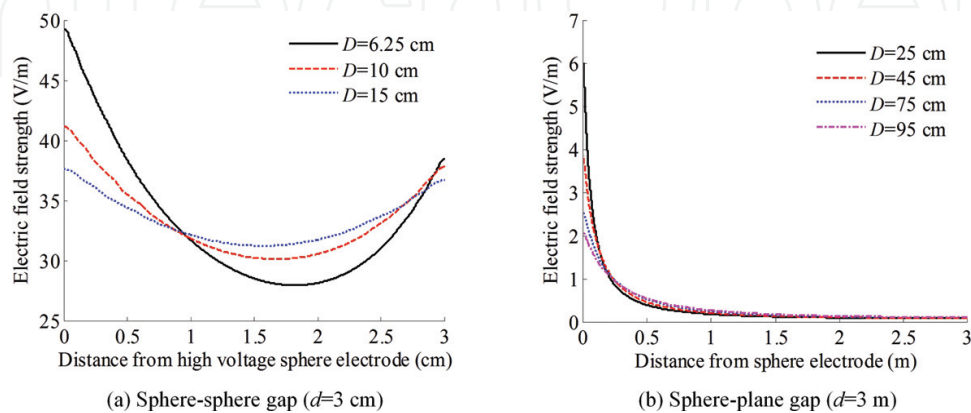 50
45
40
35
30
25
Electric field strength (V/m)
D=6.25 cm
D=10 cm
D=15 cm
0 0.5 1 1.5 2 2.5 3
Distance from high voltage sphere electrode (cm)
(a) Sphere-sphere gap (d=3 cm)
7
6
5
4
3
2
1
0
Electric field strength (V/m)
D=25 cm
D=45 cm
D=75 cm
D=95 cm
0 0.5 1 1.5 2 2.5 3
Distance from sphere electrode (m)
(b) Sphere-plane gap (d=3 m)